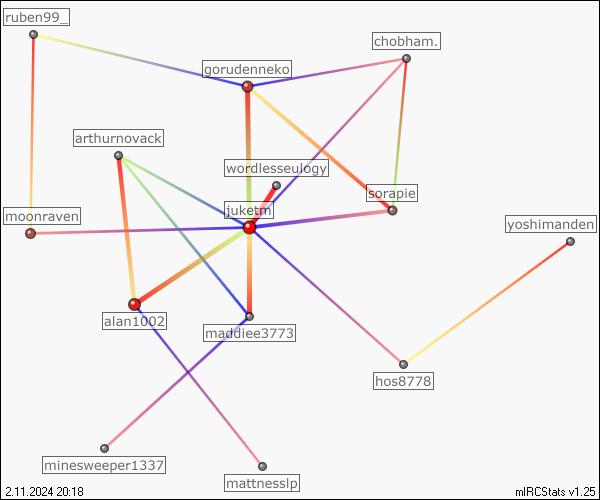 ruben99_
chobham.
gorudenneko
arthurnovack
wordlesseulogy
sorapie
juketm
moonraven
yoshimanden
alan1002
maddiee3773
hos8778
minesweeper1337
mattnesslp
2.11.2024 20:18
mIRCStats v1.25